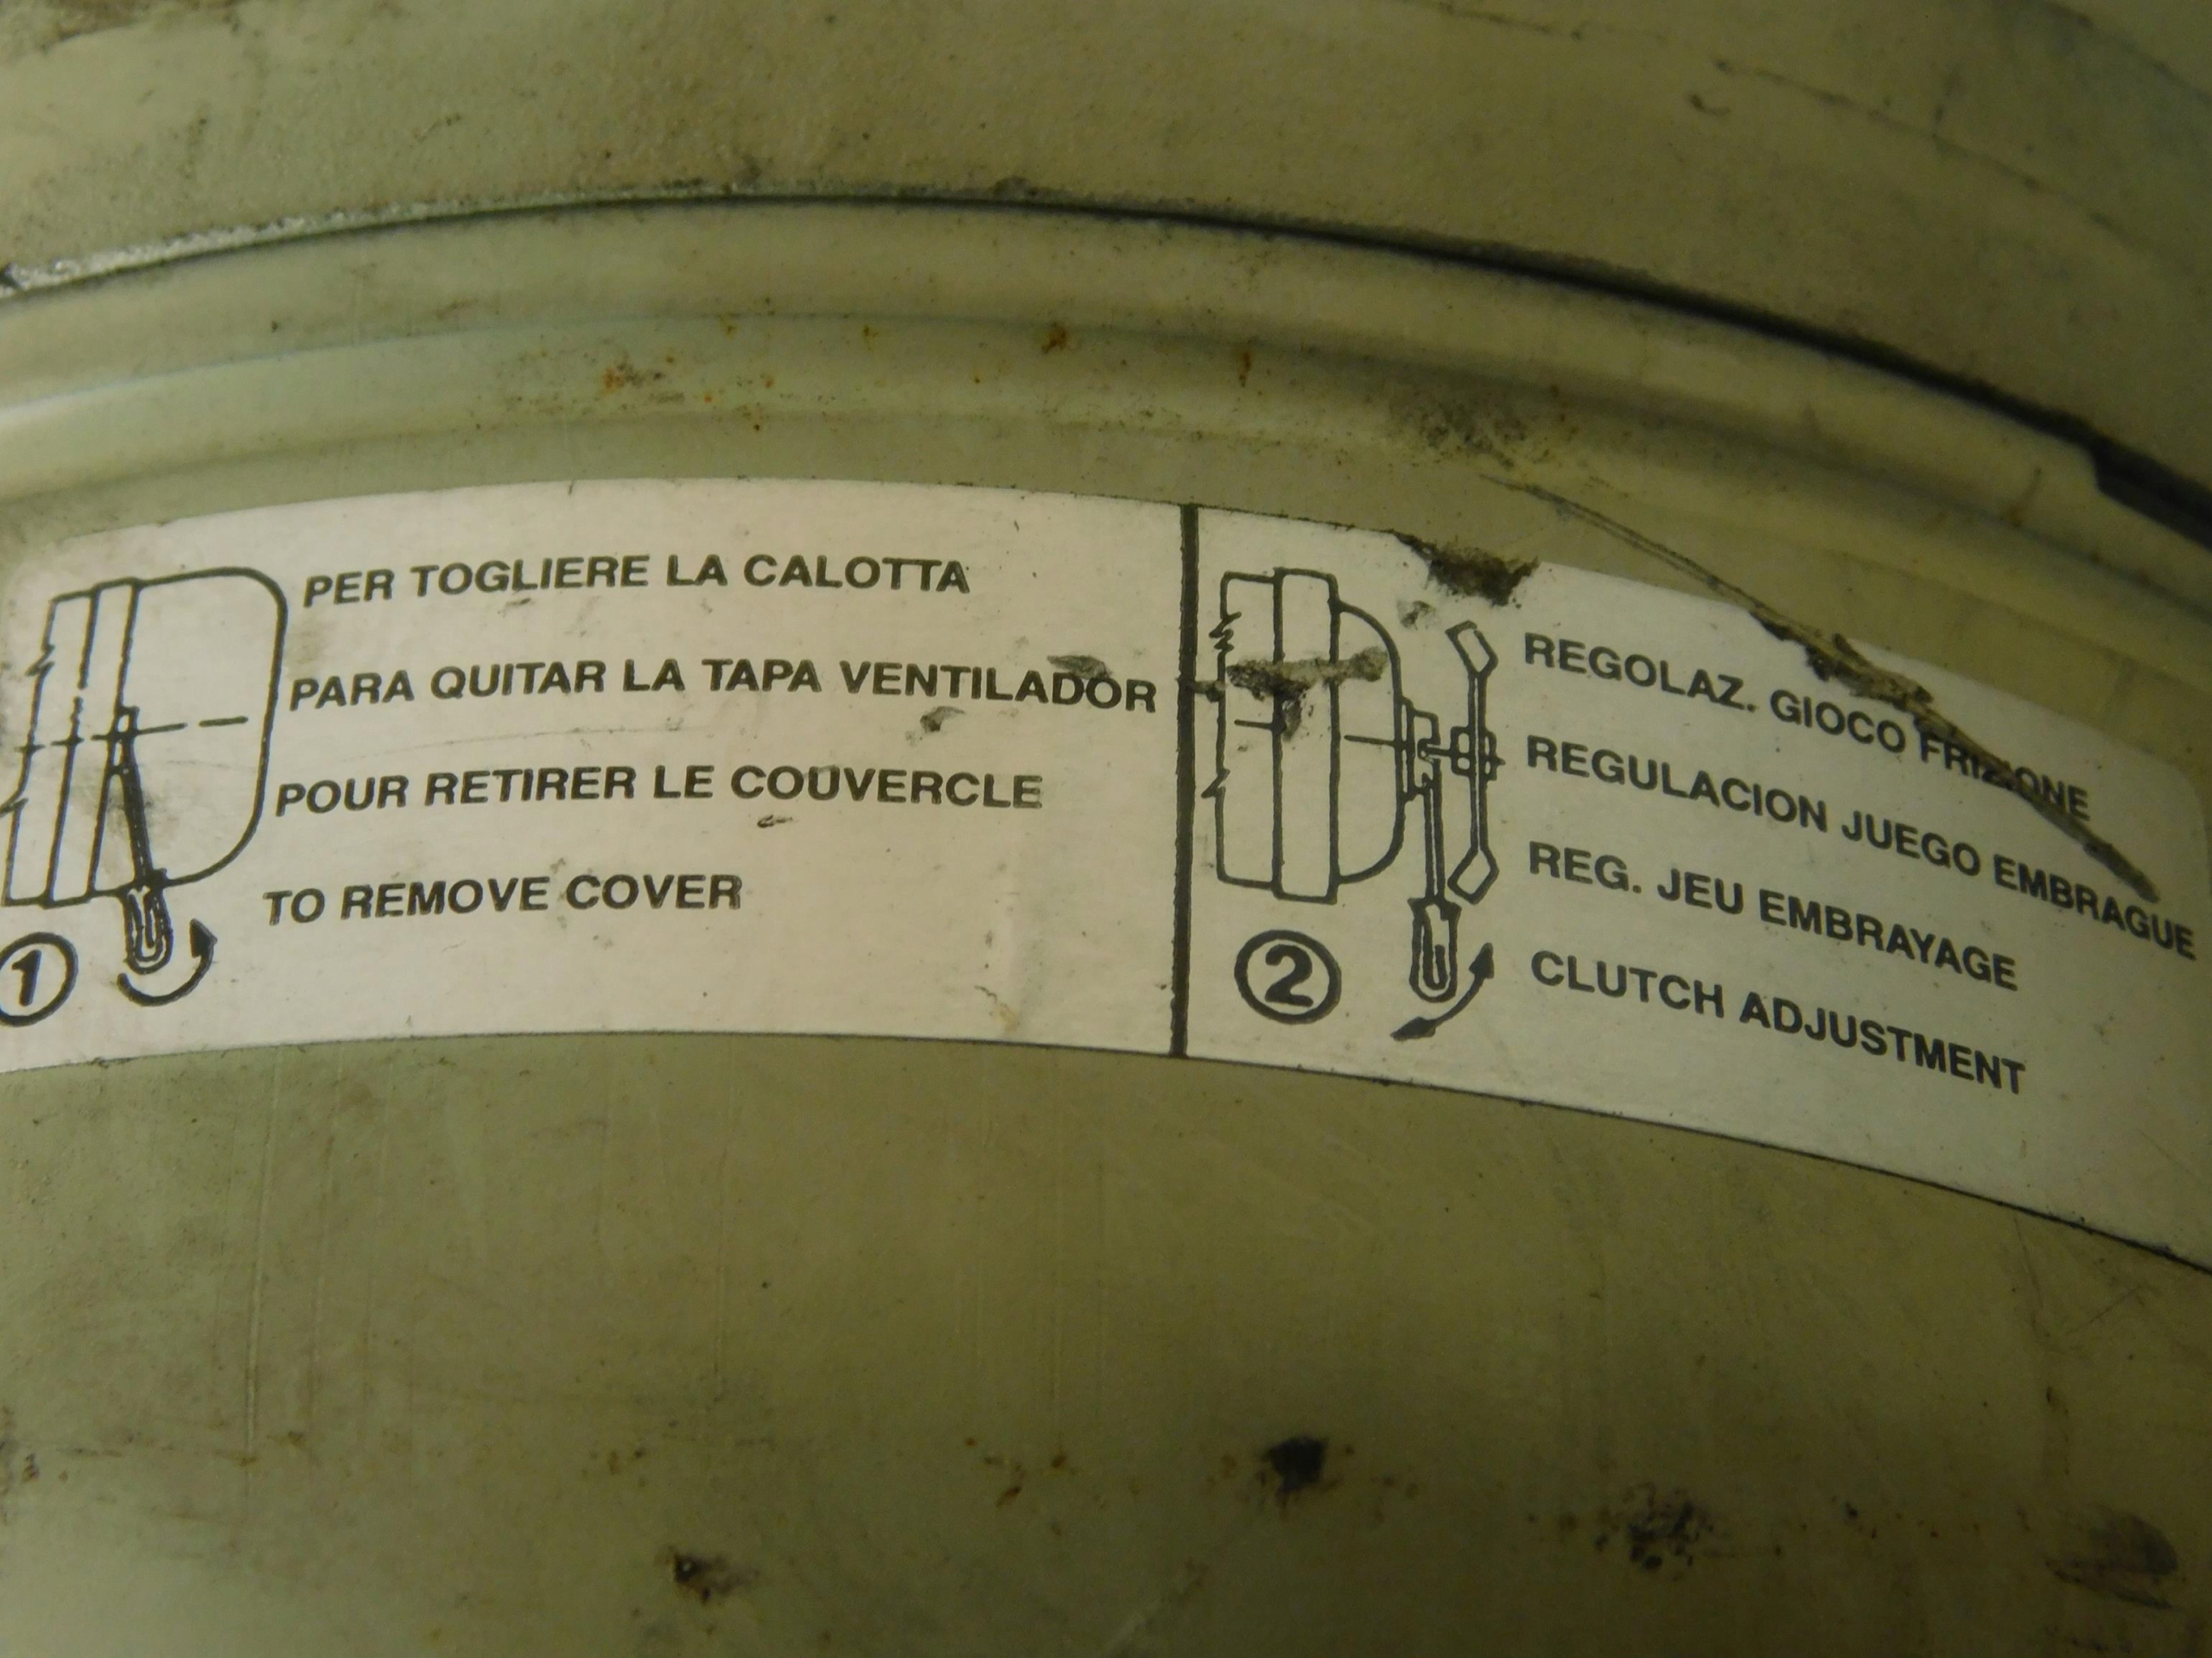 PER TOGLIERE LA CALOTTA
PARA QUITAR LA TAPA VENTILADOR
POUR RETIRER LE COUVERCLE
TO REMOVE COVER
1
REGOLAZ. GIOCO FRIZIONE
REGULACION JUEGO EMBRAGUE
REG. JEU EMBRAYAGE
CLUTCH ADJUSTMENT
2